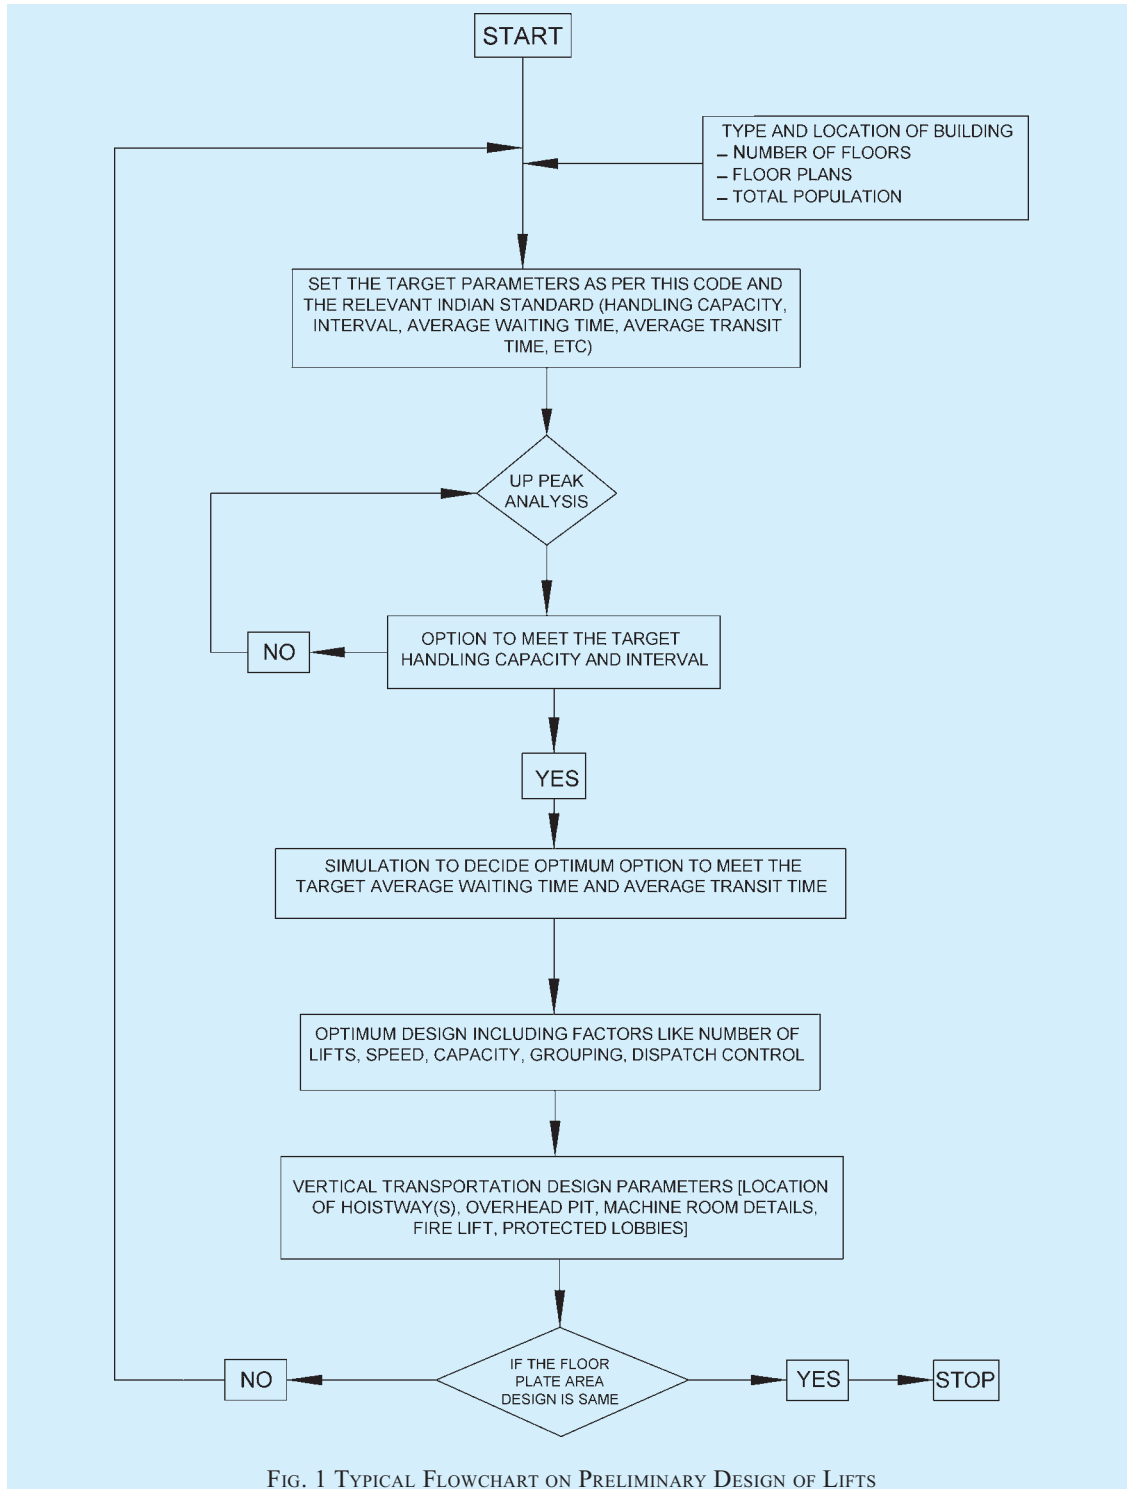 START
TYPE AND LOCATION OF BUILDING
– NUMBER OF FLOORS
– FLOOR PLANS
– TOTAL POPULATION
SET THE TARGET PARAMETERS AS PER THIS CODE AND
THE RELEVANT INDIAN STANDARD (HANDLING CAPACITY,
INTERVAL, AVERAGE WAITING TIME, AVERAGE TRANSIT
TIME, ETC)
UP PEAK
ANALYSIS
OPTION TO MEET THE TARGET
HANDLING CAPACITY AND INTERVAL
NO
YES
SIMULATION TO DECIDE OPTIMUM OPTION TO MEET THE
TARGET AVERAGE WAITING TIME AND AVERAGE TRANSIT TIME
OPTIMUM DESIGN INCLUDING FACTORS LIKE NUMBER OF
LIFTS, SPEED, CAPACITY, GROUPING, DISPATCH CONTROL
VERTICAL TRANSPORTATION DESIGN PARAMETERS [LOCATION
OF HOISTWAY(S), OVERHEAD PIT, MACHINE ROOM DETAILS,
FIRE LIFT, PROTECTED LOBBIES]
IF THE FLOOR
PLATE AREA
DESIGN IS SAME
NO
YES
STOP
FIG. 1 TYPICAL FLOWCHART ON PRELIMINARY DESIGN OF LIFTS